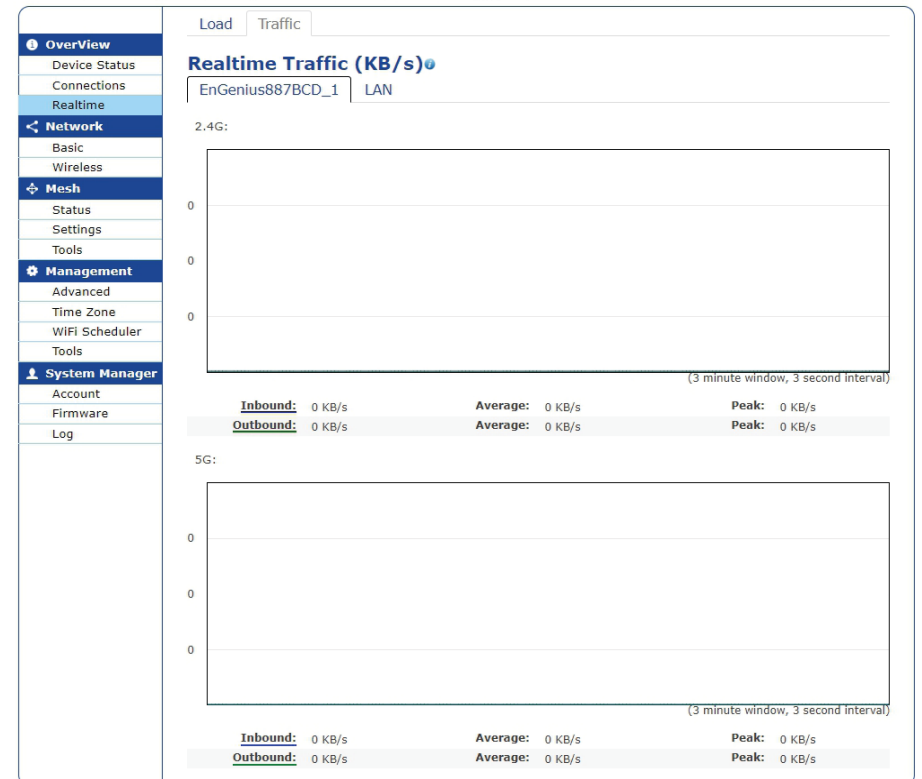 Load Traffic
OverView
Device Status
Connections
Realtime
Network
Basic
Wireless
Mesh
Status
Settings
Tools
Management
Advanced
Time Zone
WiFi Scheduler
Tools
System Manager
Account
Firmware
Log
Realtime Traffic (KB/s)
EnGenius887BCD_1 LAN
2.4G:
0
0
0
(3 minute window, 3 second interval)
Inbound: 0 KB/s Average: 0 KB/s Peak: 0 KB/s
Outbound: 0 KB/s Average: 0 KB/s Peak: 0 KB/s
5G:
0
0
0
(3 minute window, 3 second interval)
Inbound: 0 KB/s Average: 0 KB/s Peak: 0 KB/s
Outbound: 0 KB/s Average: 0 KB/s Peak: 0 KB/s